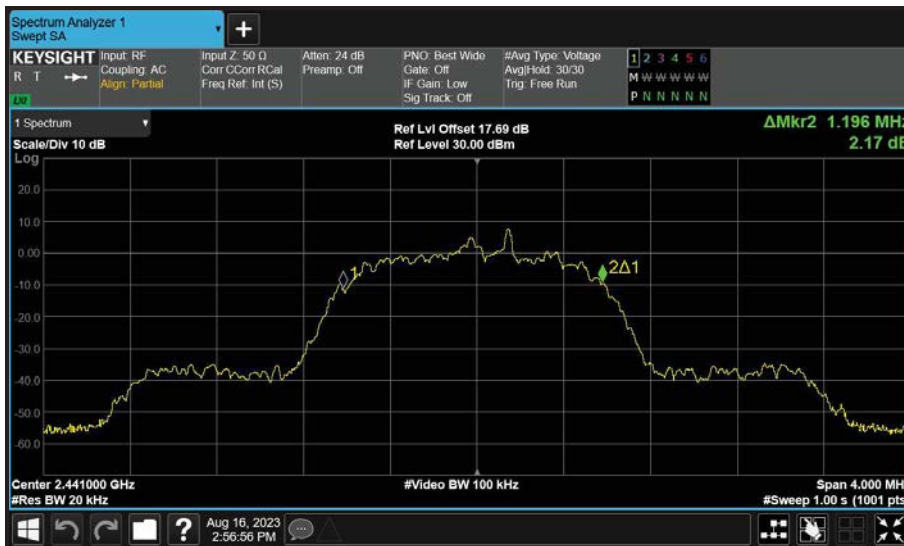 Spectrum Analyzer 1
Swept SA
+
KEYSIGHT
R T
LXI
Input: RF
Coupling: AC
Align: Partial
Input Z: 50 Ω
Corr CCorr RCal
Freq Ref: Int (S)
Atten: 24 dB
Preamp: Off
PNO: Best Wide
Gate: Off
IF Gain: Low
Sig Track: Off
#Avg Type: Voltage
Avg|Hold: 30/30
Trig: Free Run
1 2 3 4 5 6
M W W W W W
P N N N N N
1 Spectrum
Scale/Div 10 dB
Log
Ref Lvl Offset 17.69 dB
Ref Level 30.00 dBm
ΔMkr2 1.196 MHz
2.17 dB
20.0
10.0
0.00
-10.0
-20.0
-30.0
-40.0
-50.0
-60.0
1
2Δ1
Center 2.441000 GHz
#Res BW 20 kHz
#Video BW 100 kHz
Span 4.000 MH
#Sweep 1.00 s (1001 pts
?
Aug 16, 2023
2:56:56 PM